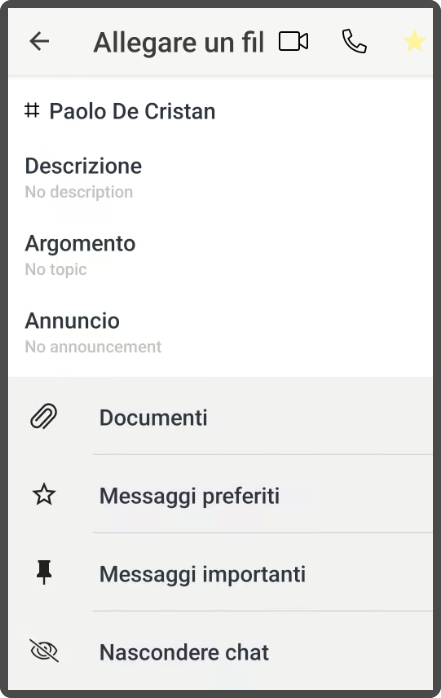 Allegare un fil
# Paolo De Cristan
Descrizione
No description
Argomento
No topic
Annuncio
No announcement
Documenti
Messaggi preferiti
Messaggi importanti
Nascondere chat